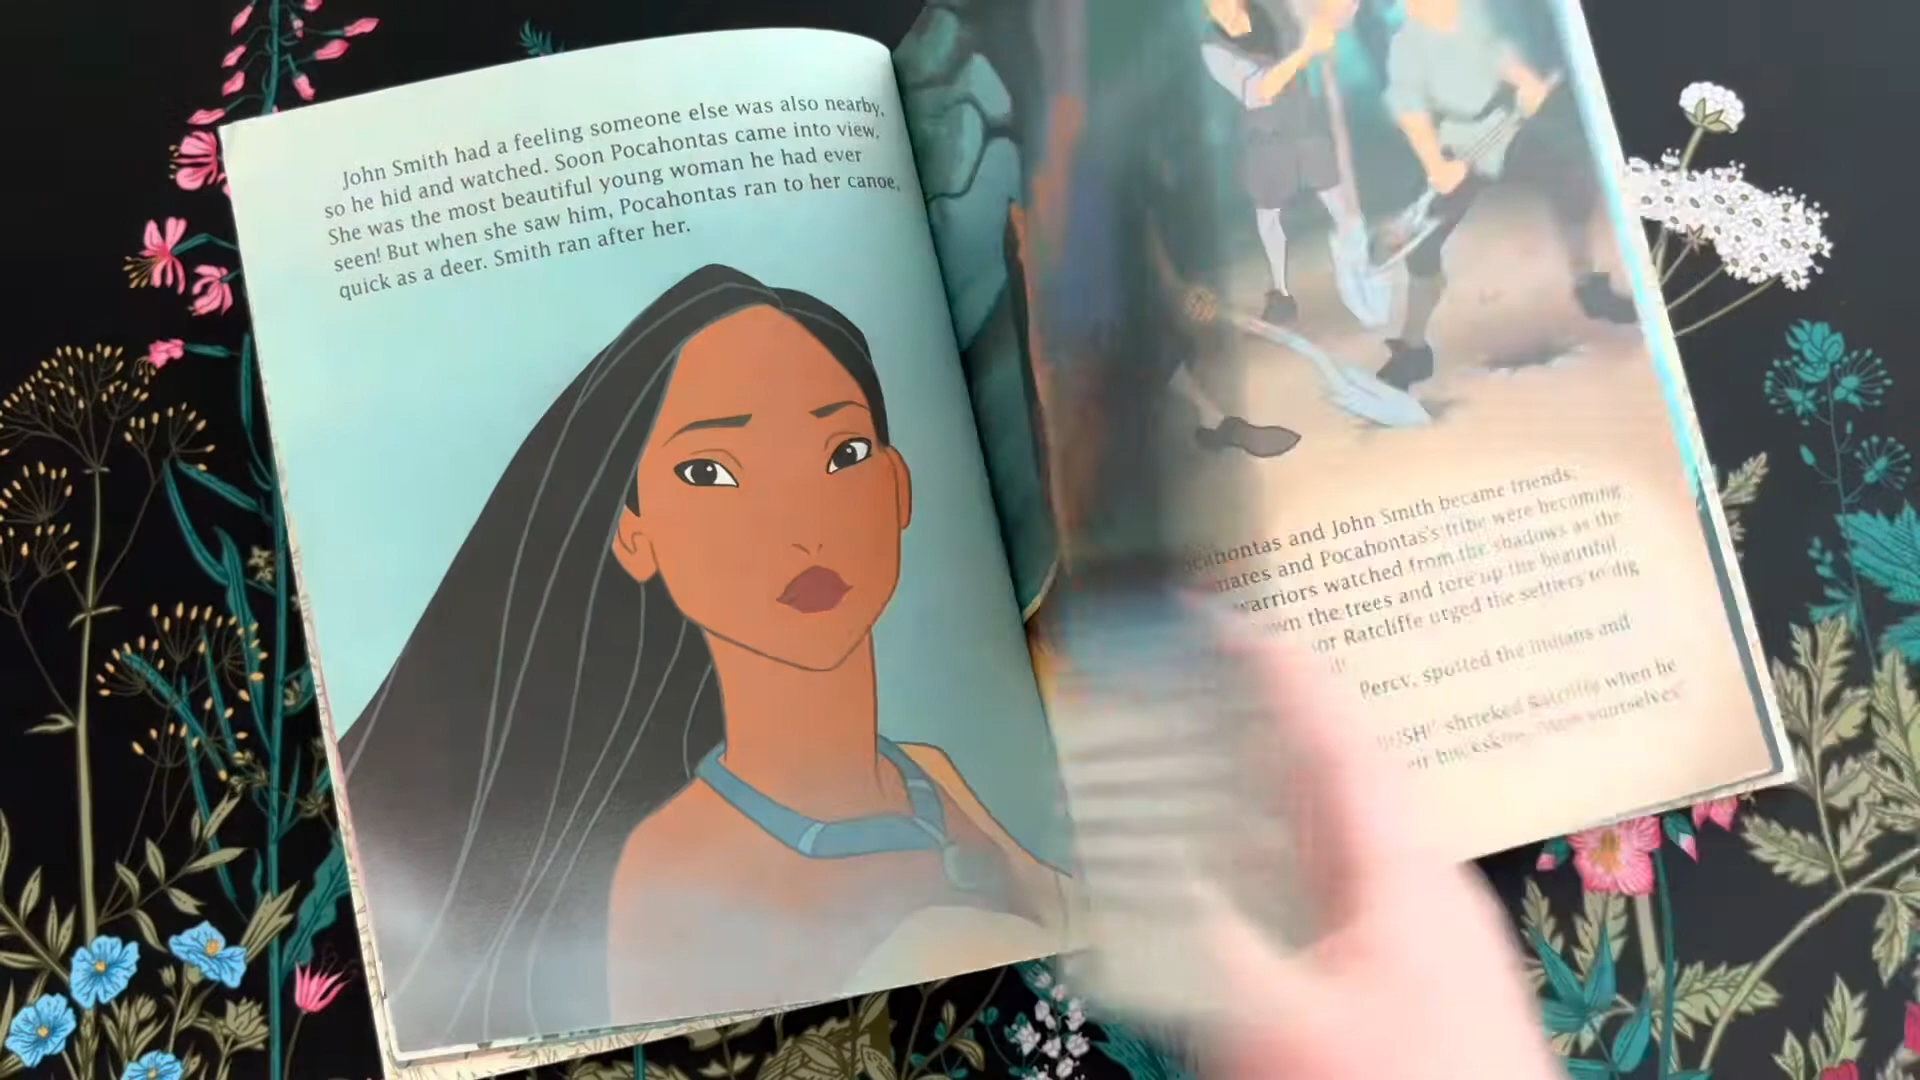 John Smith had a feeling someone else was also nearby,
so he hid and watched. Soon Pocahontas came into view.
She was the most beautiful young woman he had ever
seen! But when she saw him, Pocahontas ran to her canoe,
quick as a deer. Smith ran after her.
and John Smith became friends,
and Pocahontas's tribe were becoming
warriors watched from the shadows as the
the trees and tore up the beautiful
Ratcliffe urged the settlers to dig
Percy, spotted the Indians and
shrieked Ratcliffe when he